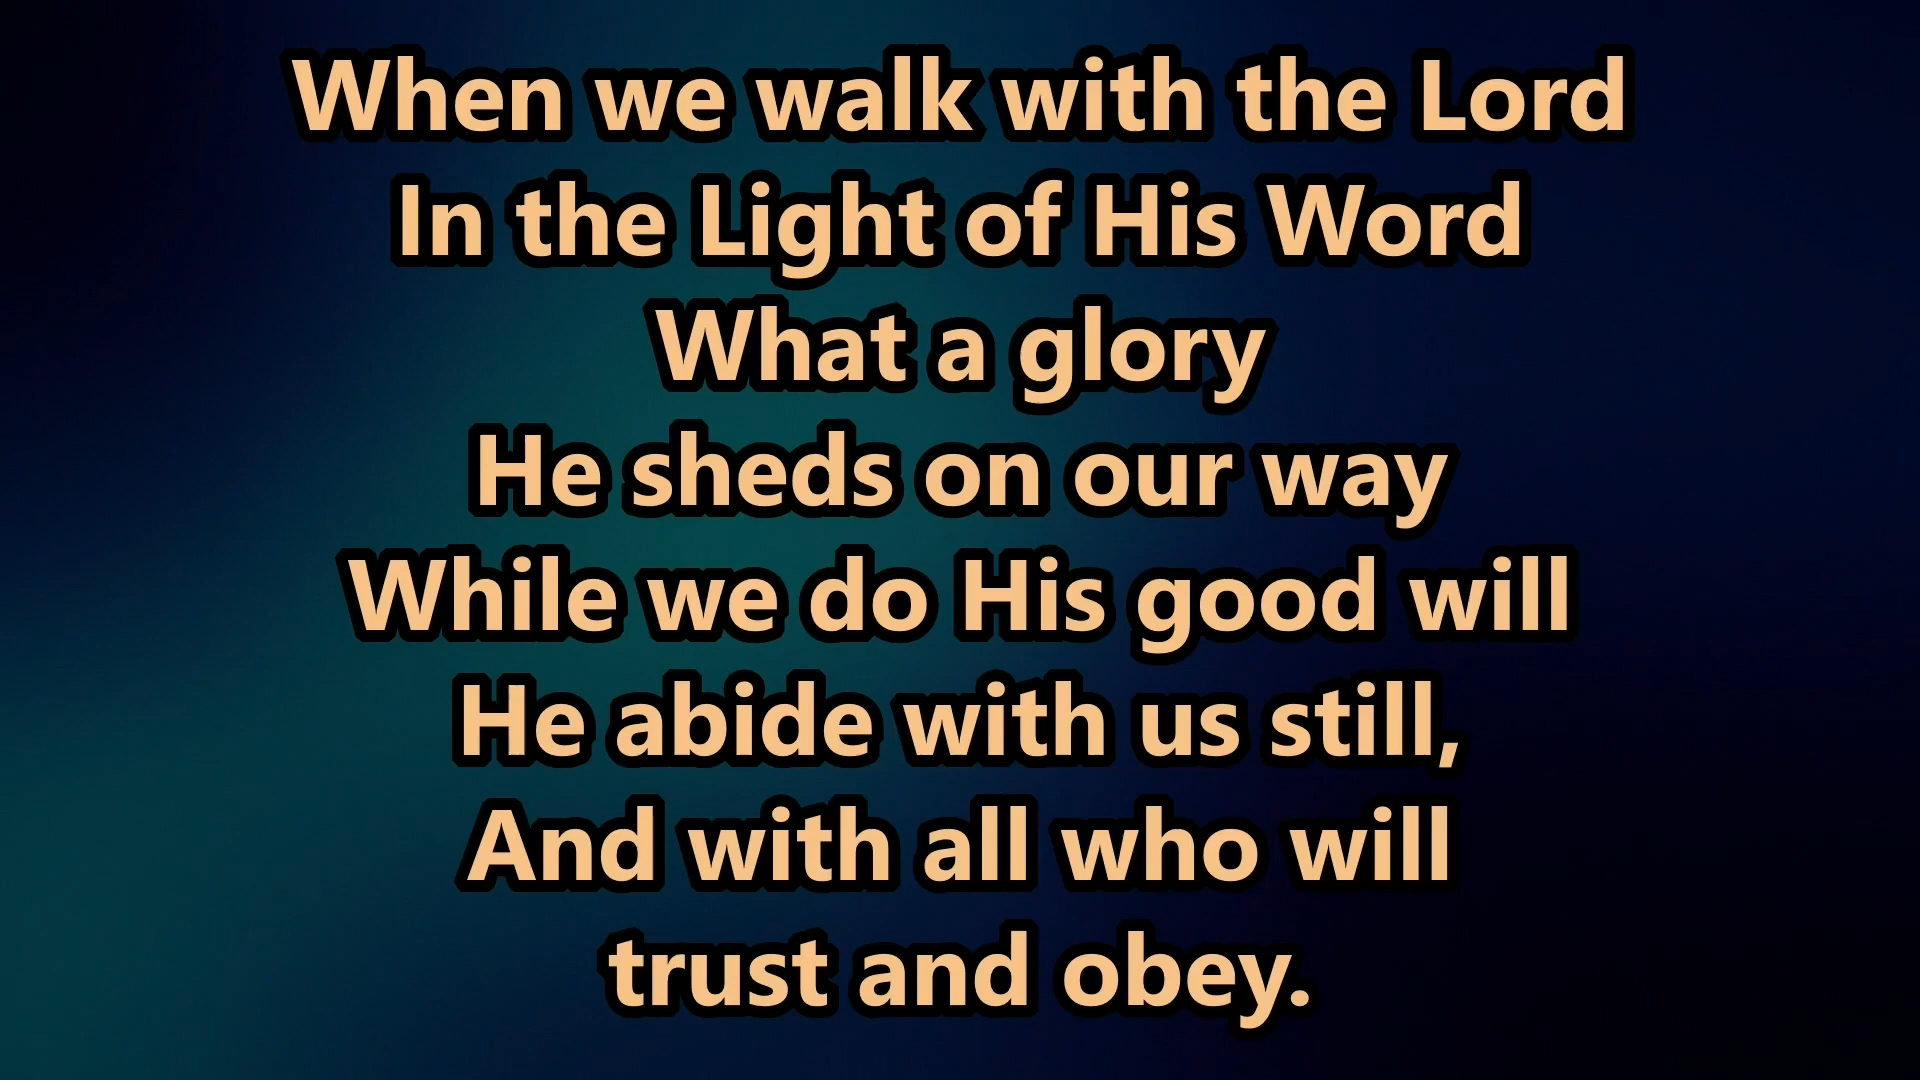 When we walk with the Lord
In the Light of His Word
What a glory
He sheds on our way
While we do His good will
He abide with us still,
And with all who will
trust and obey.